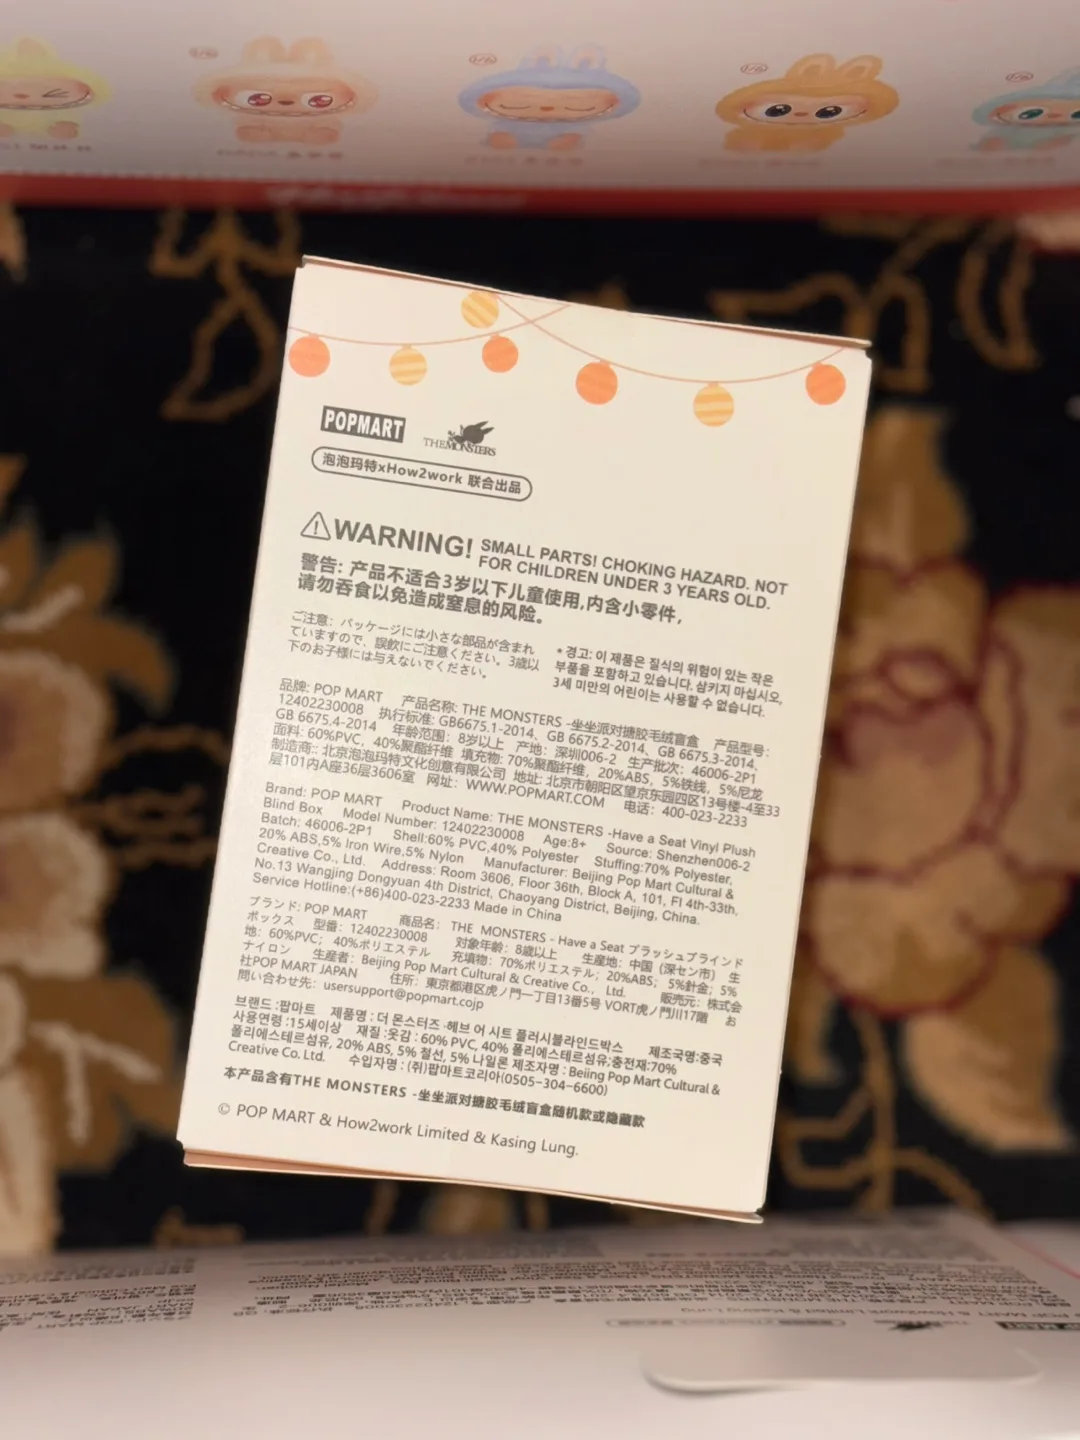 1/6
1/6
1/6
1/6
POPMART
THEMONSTERS
泡泡玛特xHow2work 联合出品
WARNING! SMALL PARTS! CHOKING HAZARD. NOT
FOR CHILDREN UNDER 3 YEARS OLD.
警告: 产品不适合3岁以下儿童使用,内含小零件,
请勿吞食以免造成窒息的风险。
ご注意：パッケージには小さな部品が含まれ
ていますので、誤飲にご注意ください。3歳以
下のお子様には与えないでください。
* 경고: 이 제품은 질식의 위험이 있는 작은
부품을 포함하고 있습니다. 삼키지 마십시오,
3세 미만의 어린이는 사용할 수 없습니다.
品牌: POP MART 产品名称: THE MONSTERS -坐坐派对搪胶毛绒盲盒 产品型号:
12402230008 执行标准: GB6675.1-2014、GB 6675.2-2014、GB 6675.3-2014、
GB 6675.4-2014 年龄范围: 8岁以上 产地: 深圳006-2 生产批次: 46006-2P1
面料: 60%PVC，40%聚酯纤维 填充物: 70%聚酯纤维，20%ABS，5%铁线，5%尼龙
制造商:: 北京泡泡玛特文化创意有限公司 地址: 北京市朝阳区望京东园四区13号楼-4至33
层101内A座36层3606室 网址: WWW.POPMART.COM 电话: 400-023-2233
Brand: POP MART Product Name: THE MONSTERS -Have a Seat Vinyl Plush
Blind Box Model Number: 12402230008 Age:8+ Source: Shenzhen006-2
Batch: 46006-2P1 Shell:60% PVC,40% Polyester Stuffing:70% Polyester,
20% ABS,5% Iron Wire,5% Nylon Manufacturer: Beijing Pop Mart Cultural &
Creative Co., Ltd. Address: Room 3606, Floor 36th, Block A, 101, Fl 4th-33th,
No.13 Wangjing Dongyuan 4th District, Chaoyang District, Beijing, China.
Service Hotline:(+86)400-023-2233 Made in China
ブランド: POP MART 商品名： THE MONSTERS - Have a Seat プラッシュブラインド
ボックス 型番：12402230008 対象年齢：8歳以上 生産地：中国（深セン市） 生
地：60%PVC；40%ポリエステル 充填物：70%ポリエステル；20%ABS；5%針金；5%
ナイロン 生産者：Beijing Pop Mart Cultural & Creative Co., Ltd. 販売元：株式会
社POP MART JAPAN 住所：東京都港区虎ノ門一丁目13番5号 VORT虎ノ門川17階 お
問い合わせ先：usersupport@popmart.cojp
브랜드 :팝마트 제품명 : 더 몬스터즈 -헤브 어 시트 플러시블라인드박스 제조국명:중국
사용연령 :15세이상 재질 :옷감 : 60% PVC, 40% 폴리에스테르섬유;충전재:70%
폴리에스테르섬유, 20% ABS, 5% 철선, 5% 나일론 제조자명 : Beiing Pop Mart Cultural &
Creative Co. Ltd. 수입자명 : (주)팝마트코리아(0505-304-6600)
本产品含有THE MONSTERS -坐坐派对搪胶毛绒盲盒随机款或隐藏款
© POP MART & How2work Limited & Kasing Lung.